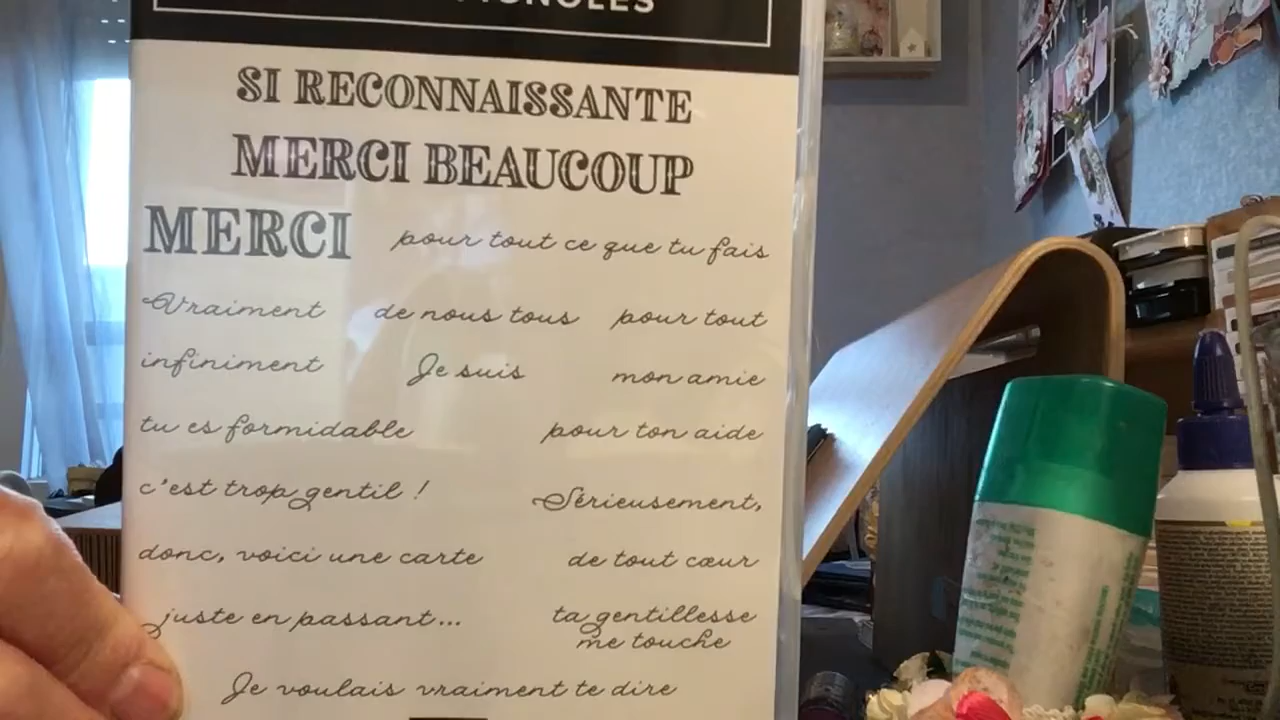 SI RECONNAISSANTE
MERCI BEAUCOUP
MERCI pour tout ce que tu fais
Vraiment de nous tous pour tout
infiniment Je suis mon amie
tu es formidable pour ton aide
c'est trop gentil ! Sérieusement,
donc, voici une carte de tout cœur
juste en passant... ta gentillesse
me touche
Je voulais vraiment te dire